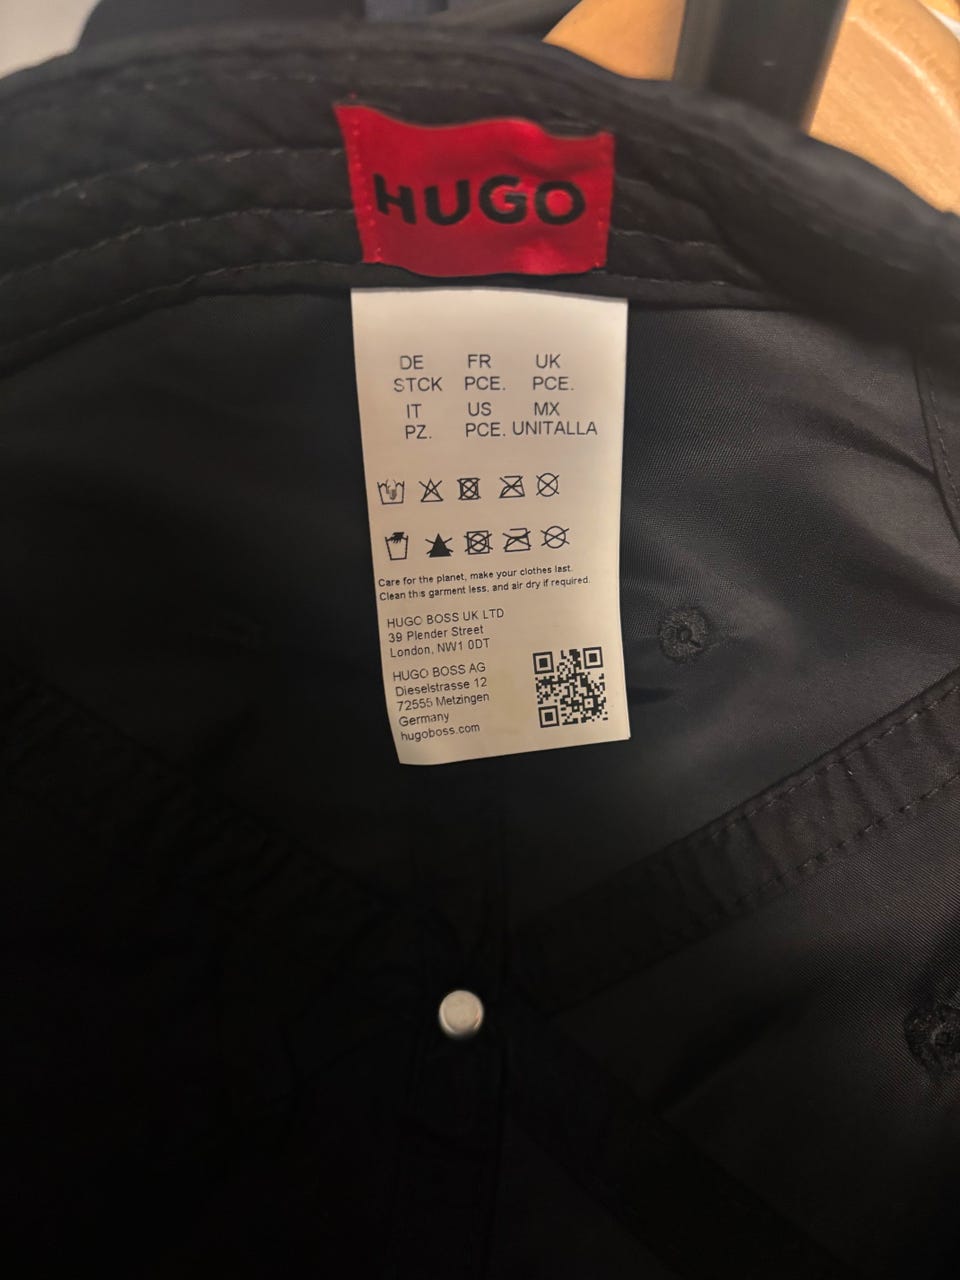 HUGO
DE FR UK
STCK PCE. PCE.
IT US MX
PZ. PCE. UNITALLA
Care for the planet, make your clothes last.
Clean this garment less, and air dry if required.
HUGO BOSS UK LTD
39 Plender Street
London, NW1 0DT
HUGO BOSS AG
Dieselstrasse 12
72555 Metzingen
Germany
hugoboss.com